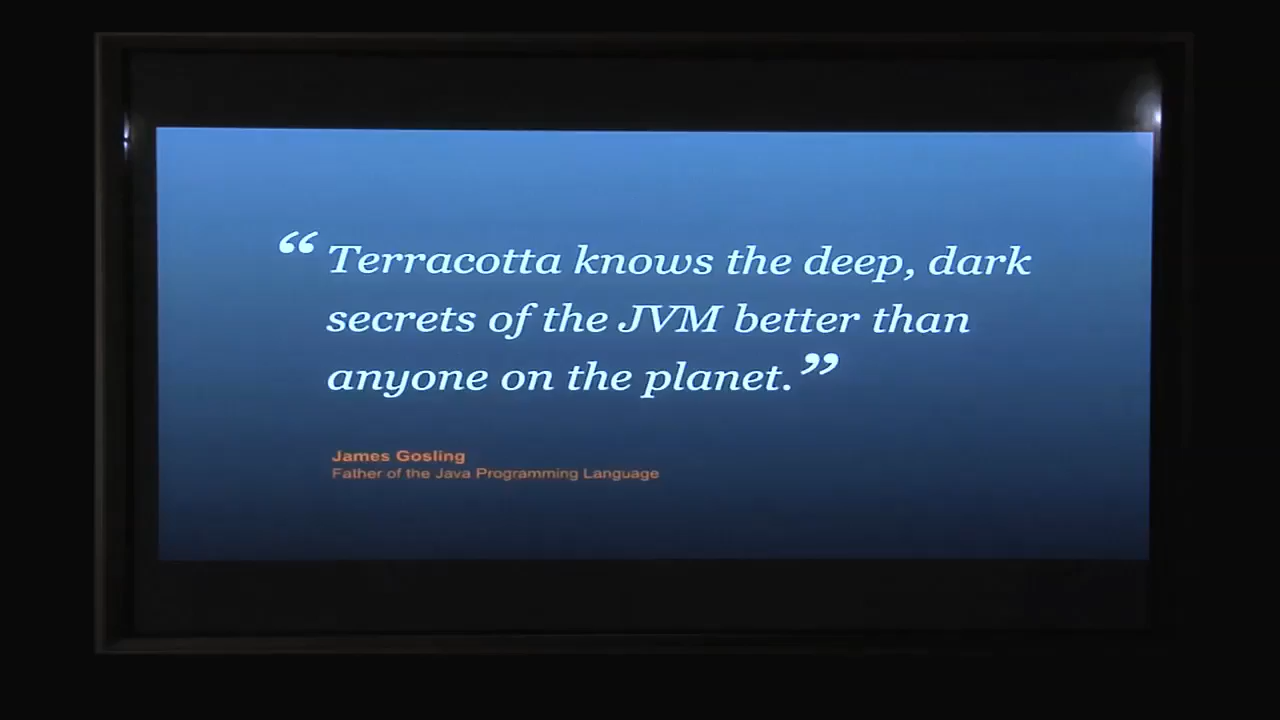 “Terracotta knows the deep, dark
secrets of the JVM better than
anyone on the planet.”
James Gosling
Father of the Java Programming Language